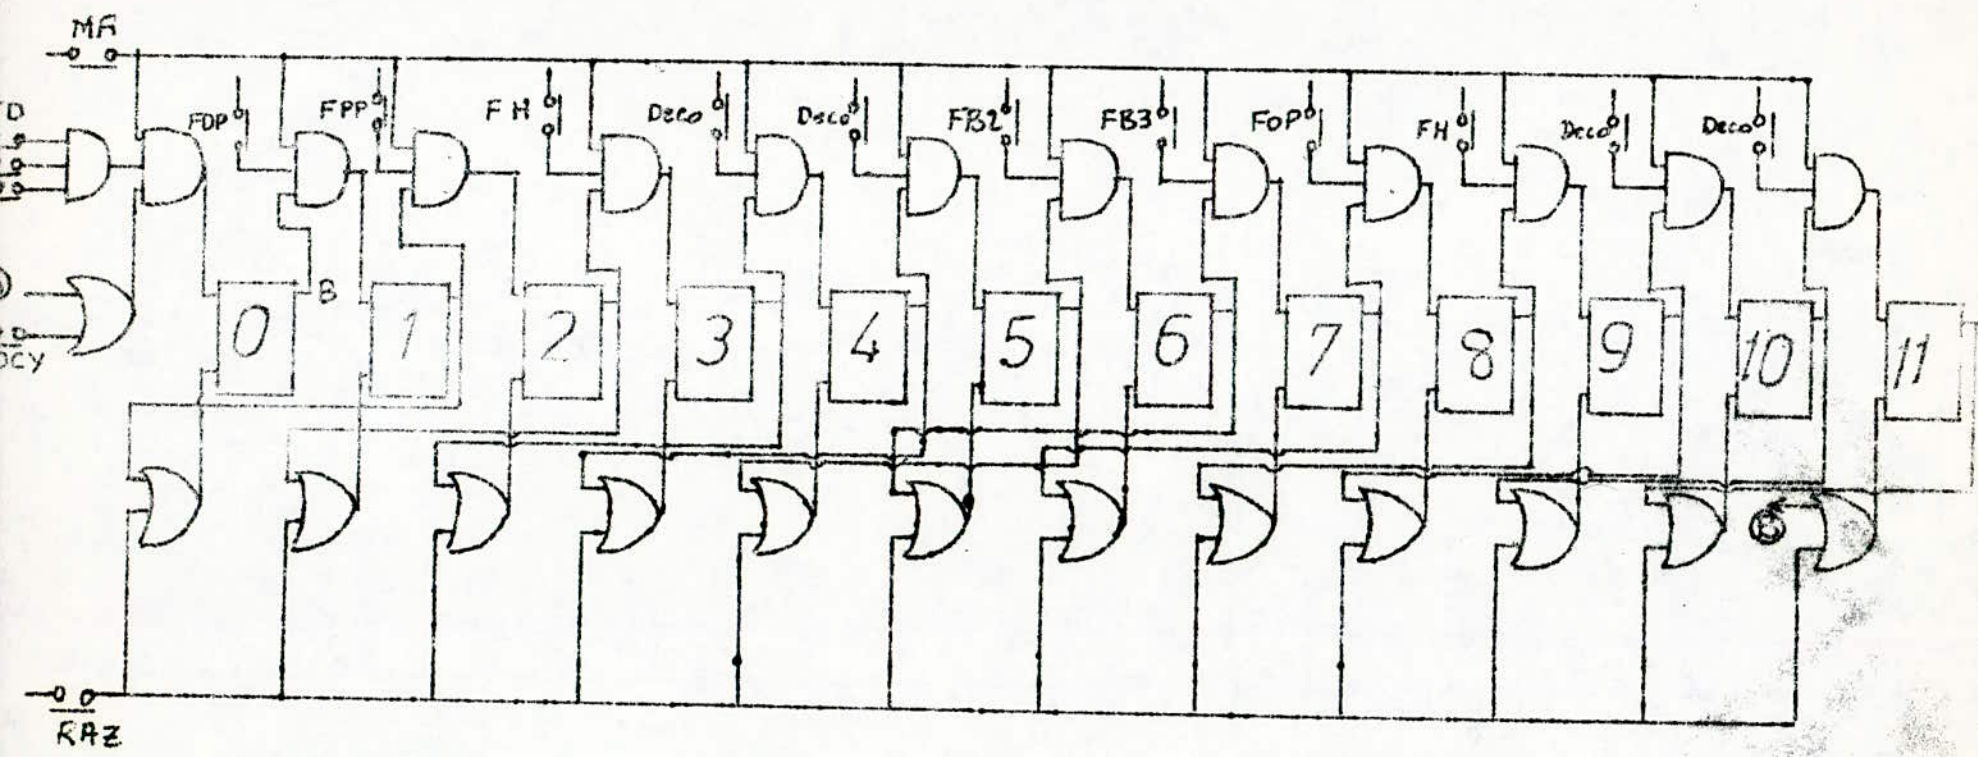 MA
FDP FPP FH Deco Deco FB2 FB3 FOP FH Deco Deco
B
0 1 2 3 4 5 6 7 8 9 10 11
DCY
C
RAZ